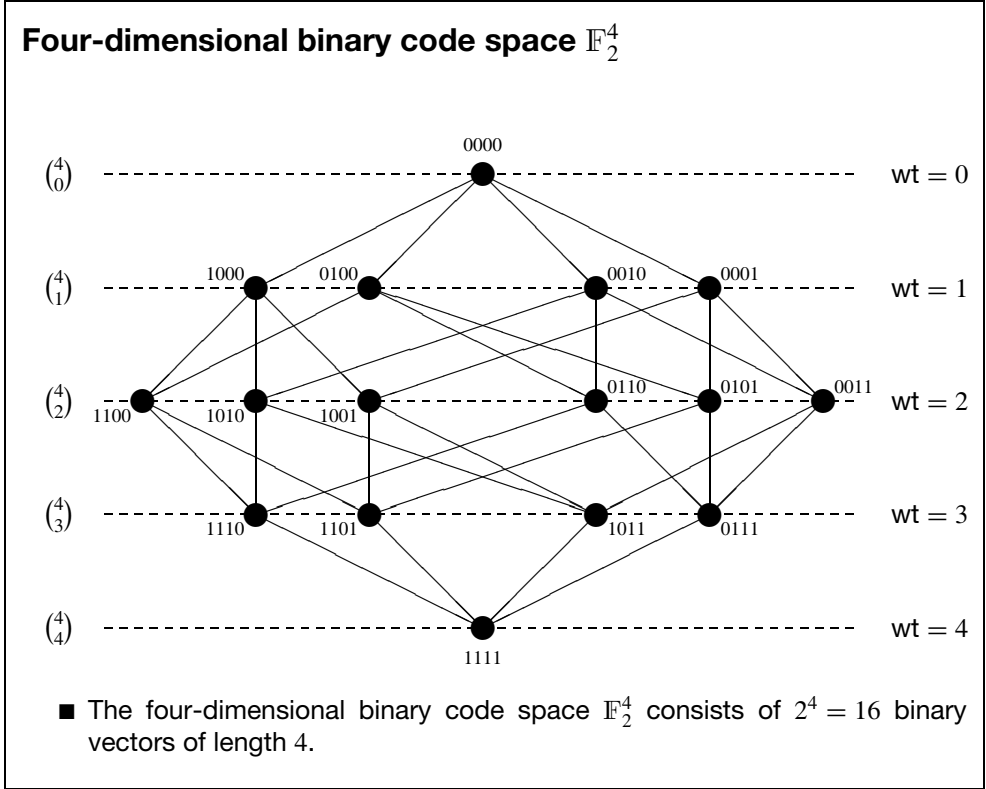 Four-dimensional binary code space 𝔽₂⁴
0000
(4 0) wt = 0
1000 0100 0010 0001
(4 1) wt = 1
0110 0101 0011
(4 2) wt = 2
1100 1010 1001
(4 3) wt = 3
1110 1101 1011 0111
(4 4) wt = 4
1111
■ The four-dimensional binary code space 𝔽₂⁴ consists of 2⁴ = 16 binary
vectors of length 4.